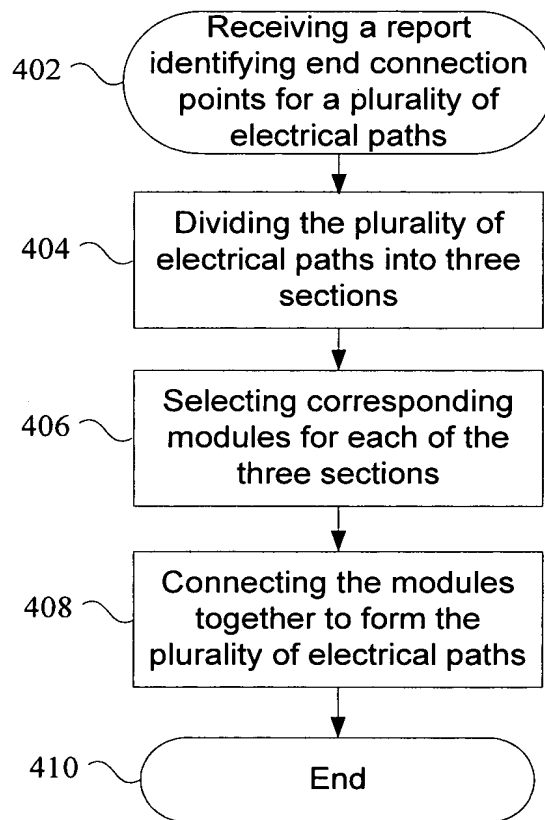 402
Receiving a report
identifying end connection
points for a plurality of
electrical paths
404
Dividing the plurality of
electrical paths into three
sections
406
Selecting corresponding
modules for each of the
three sections
408
Connecting the modules
together to form the
plurality of electrical paths
410
End